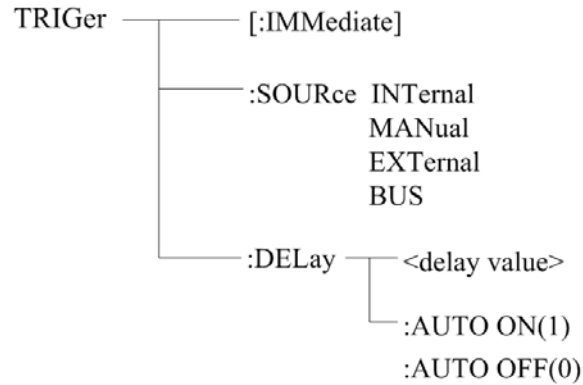 TRIGer [:IMMediate]
:SOURce INTernal
MANual
EXTernal
BUS
:DELay <delay value>
:AUTO ON(1)
:AUTO OFF(0)